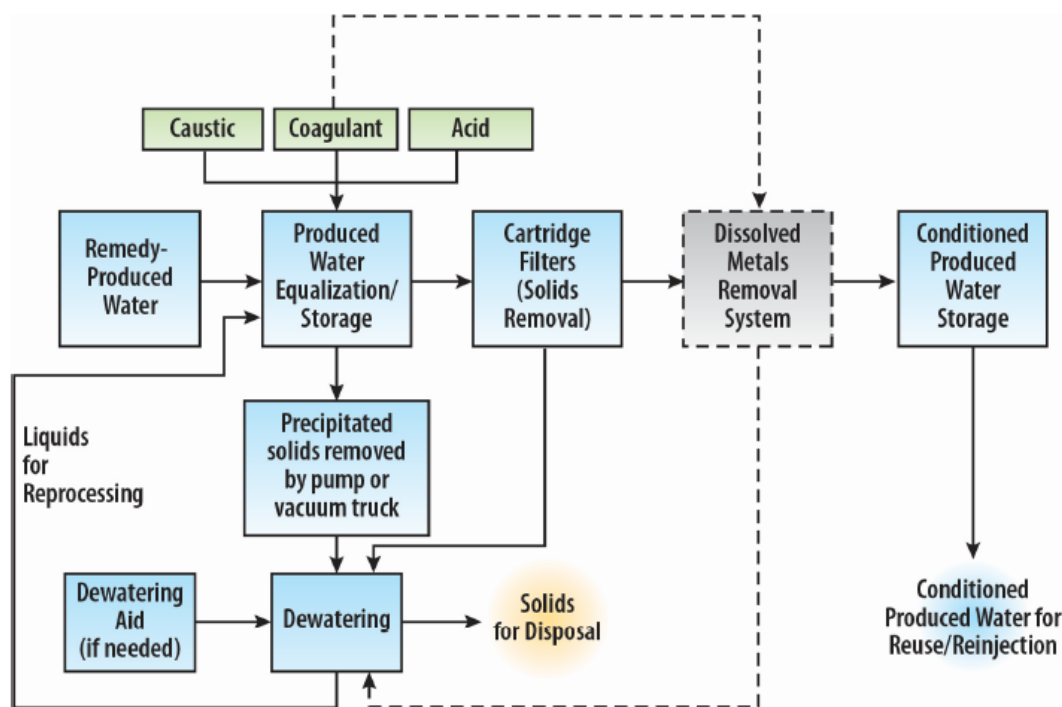 Caustic
Coagulant
Acid
Remedy-
Produced
Water
Produced
Water
Equalization/
Storage
Cartridge
Filters
(Solids
Removal)
Dissolved
Metals
Removal
System
Conditioned
Produced
Water
Storage
Liquids
for
Reprocessing
Precipitated
solids removed
by pump or
vacuum truck
Dewatering
Aid
(if needed)
Dewatering
Solids
for Disposal
Conditioned
Produced Water for
Reuse/Reinjection